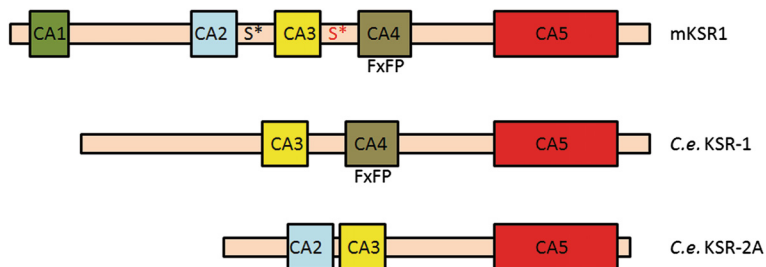 CA1 CA2 S* CA3 S* CA4 CA5 mKSR1
FxFP
CA3 CA4 CA5 C.e. KSR-1
FxFP
CA2 CA3 CA5 C.e. KSR-2A